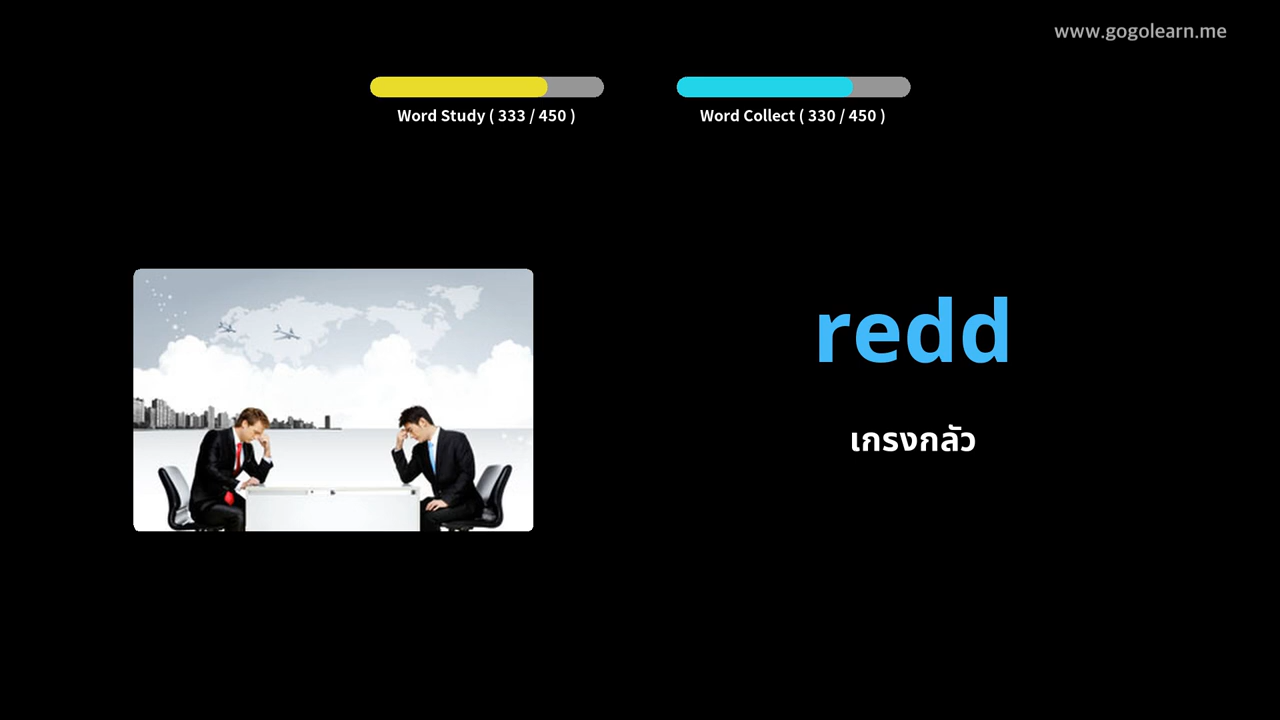 www.gogolearn.me
Word Study ( 333 / 450 )
Word Collect ( 330 / 450 )
redd
เกรงกลัว